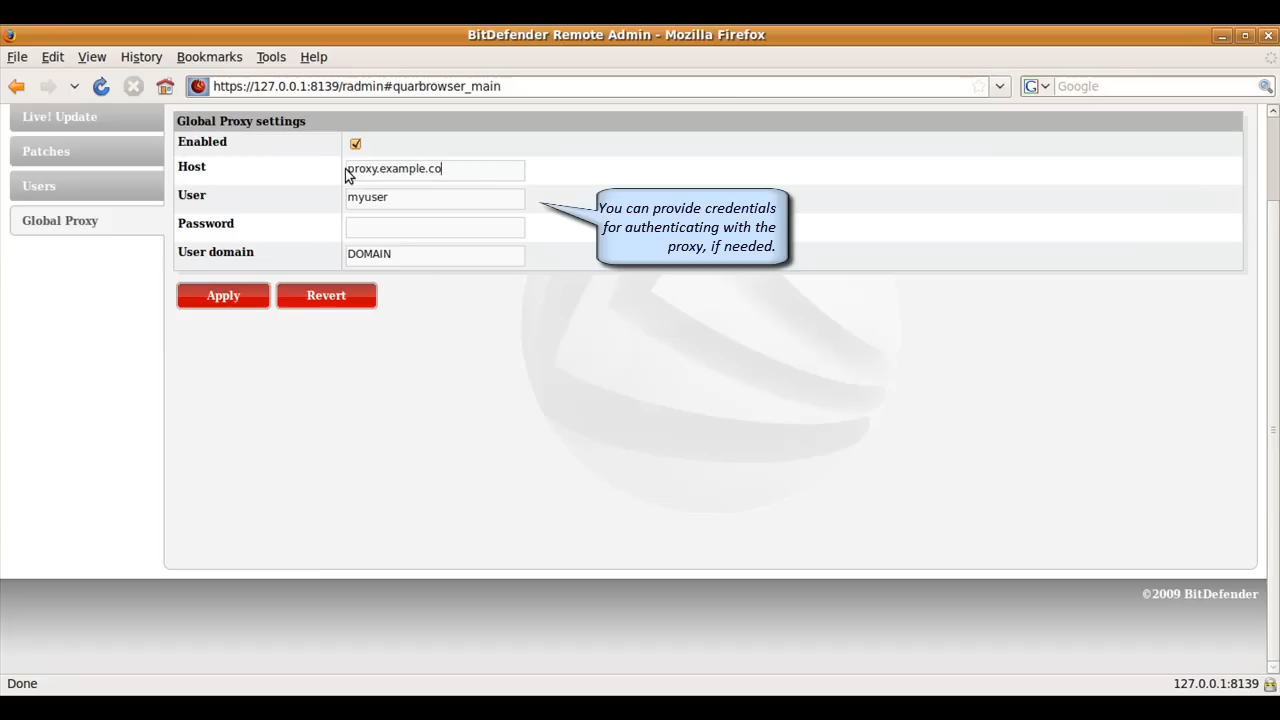 BitDefender Remote Admin - Mozilla Firefox
File Edit View History Bookmarks Tools Help
https://127.0.0.1:8139/radmin#quarbrowser_main
G Google
Live! Update
Patches
Users
Global Proxy
Global Proxy settings
Enabled
Host proxy.example.co
User myuser
Password
User domain DOMAIN
You can provide credentials
for authenticating with the
proxy, if needed.
Apply Revert
©2009 BitDefender
Done 127.0.0.1:8139